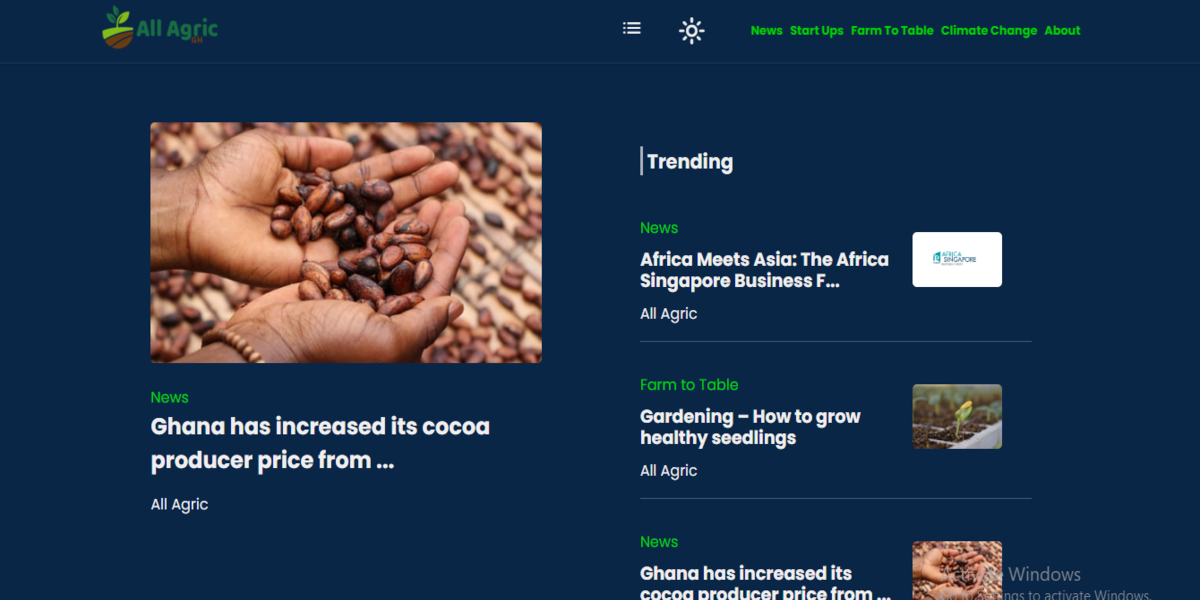 All Agric
GH
News Start Ups Farm To Table Climate Change About
News
Ghana has increased its cocoa
producer price from ...
All Agric
Trending
News
Africa Meets Asia: The Africa
Singapore Business F...
AFRICA
SINGAPORE
All Agric
Farm to Table
Gardening – How to grow
healthy seedlings
All Agric
News
Ghana has increased its
cocoa producer price from ...
Activate Windows
Go to Settings to activate Windows.